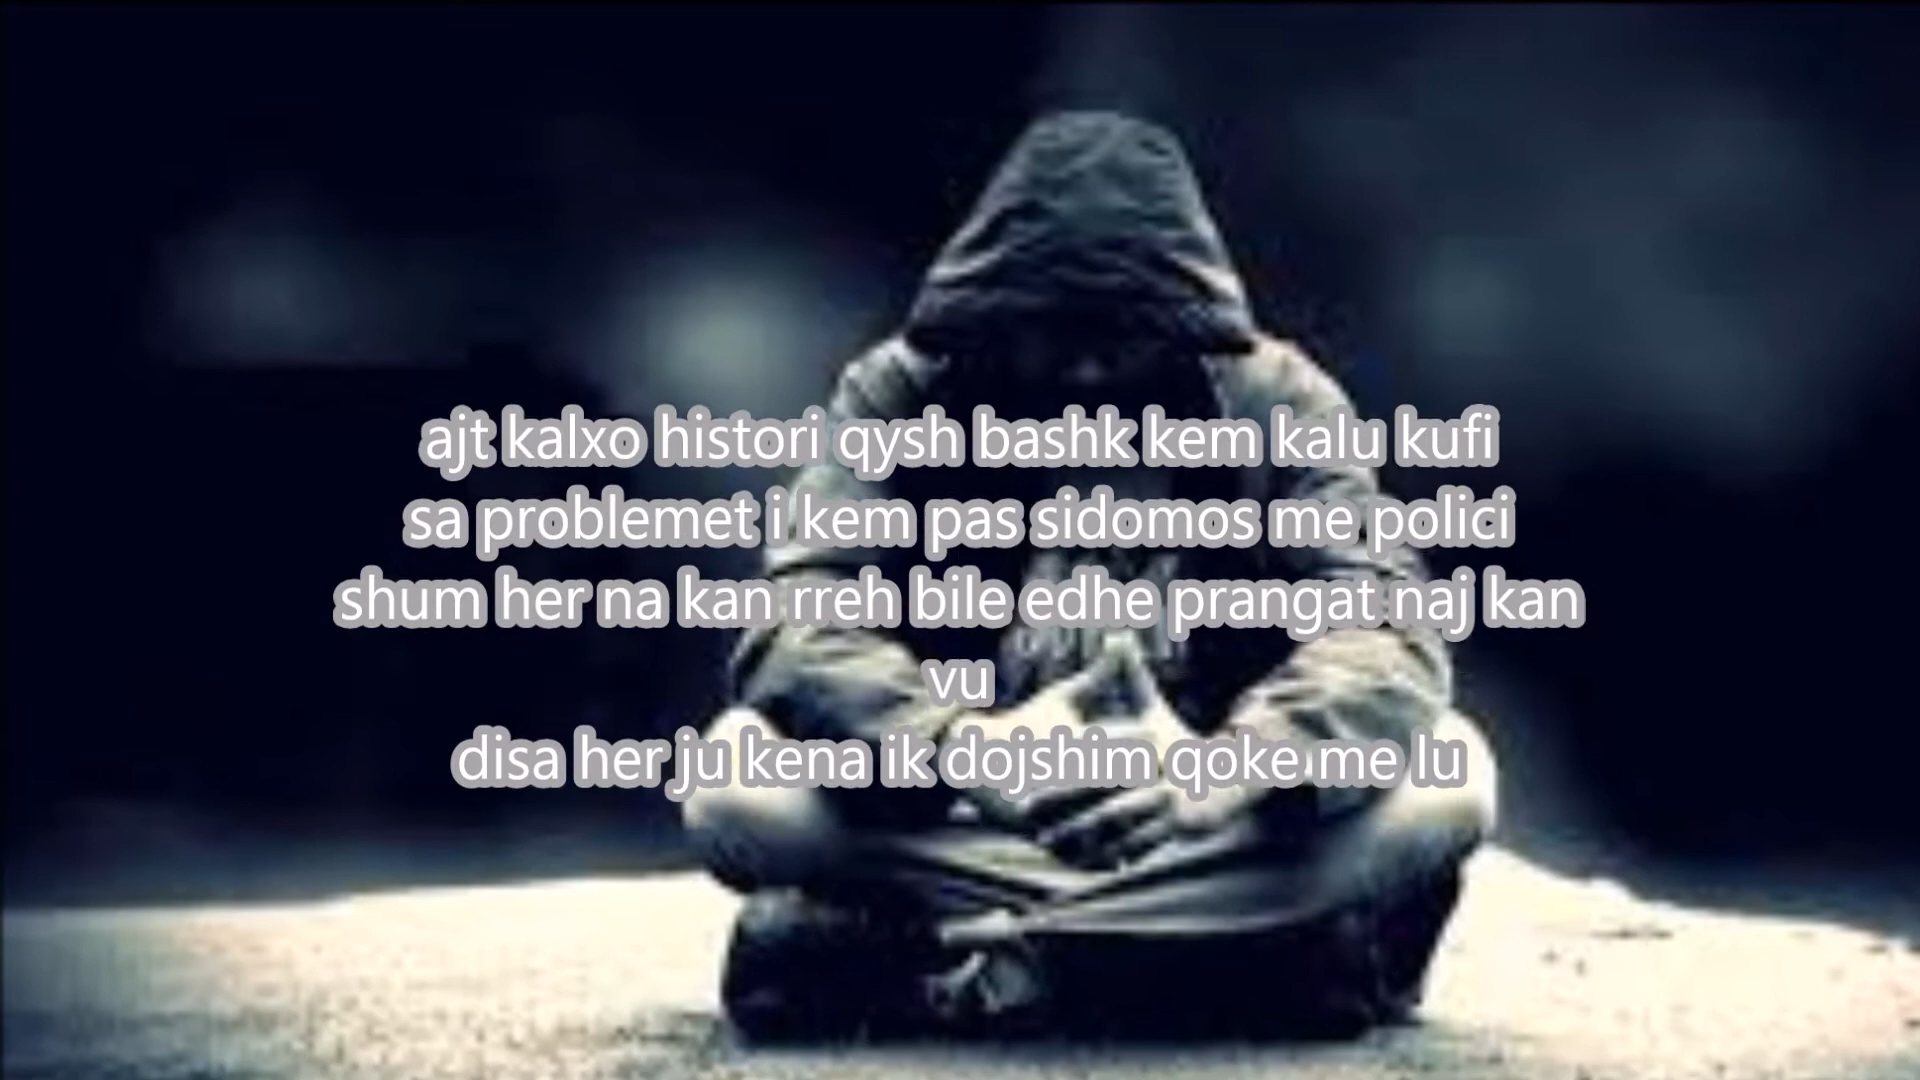 ajt kalxo histori qysh bashk kem kalu kufi
sa problemet i kem pas sidomos me polici
shum her na kan rreh bile edhe prangat naj kan
vu
disa her ju kena ik dojshim qoke me lu